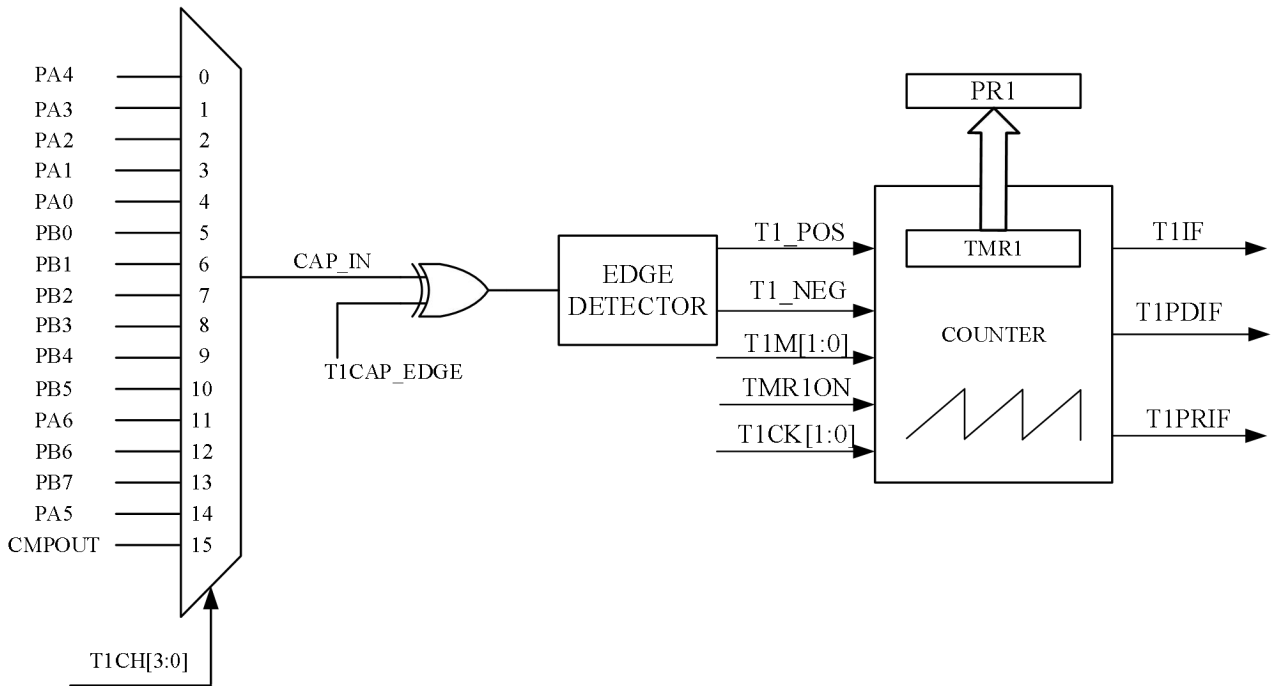 PA4
0
PA3
1
PA2
2
PA1
3
PA0
4
PB0
5
PB1
6
PB2
7
PB3
8
PB4
9
PB5
10
PA6
11
PB6
12
PB7
13
PA5
14
CMPOUT
15
T1CH[3:0]
CAP_IN
T1CAP_EDGE
EDGE
DETECTOR
T1_POS
T1_NEG
T1M[1:0]
TMR1ON
T1CK[1:0]
PR1
TMR1
COUNTER
T1IF
T1PDIF
T1PRIF